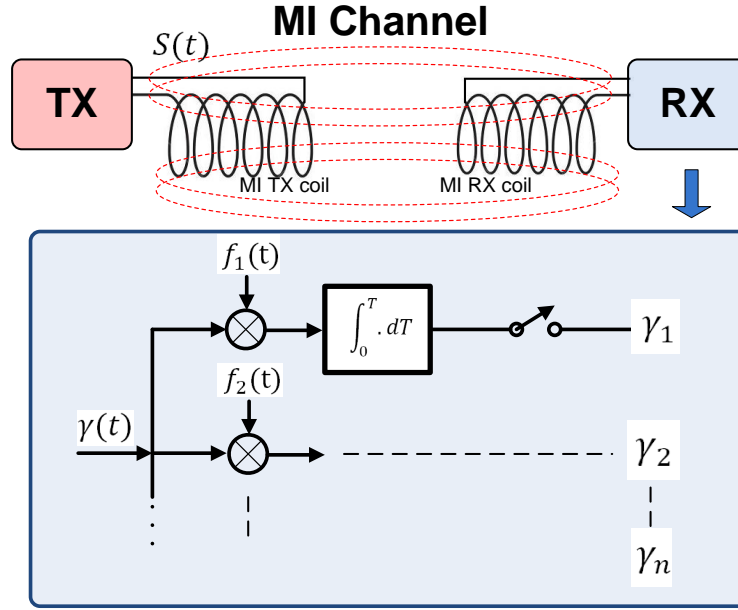 MI Channel
S(t)
TX
RX
MI TX coil
MI RX coil
f₁(t)
∫₀ᵀ . dT
γ₁
f₂(t)
γ(t)
γ₂
γₙ